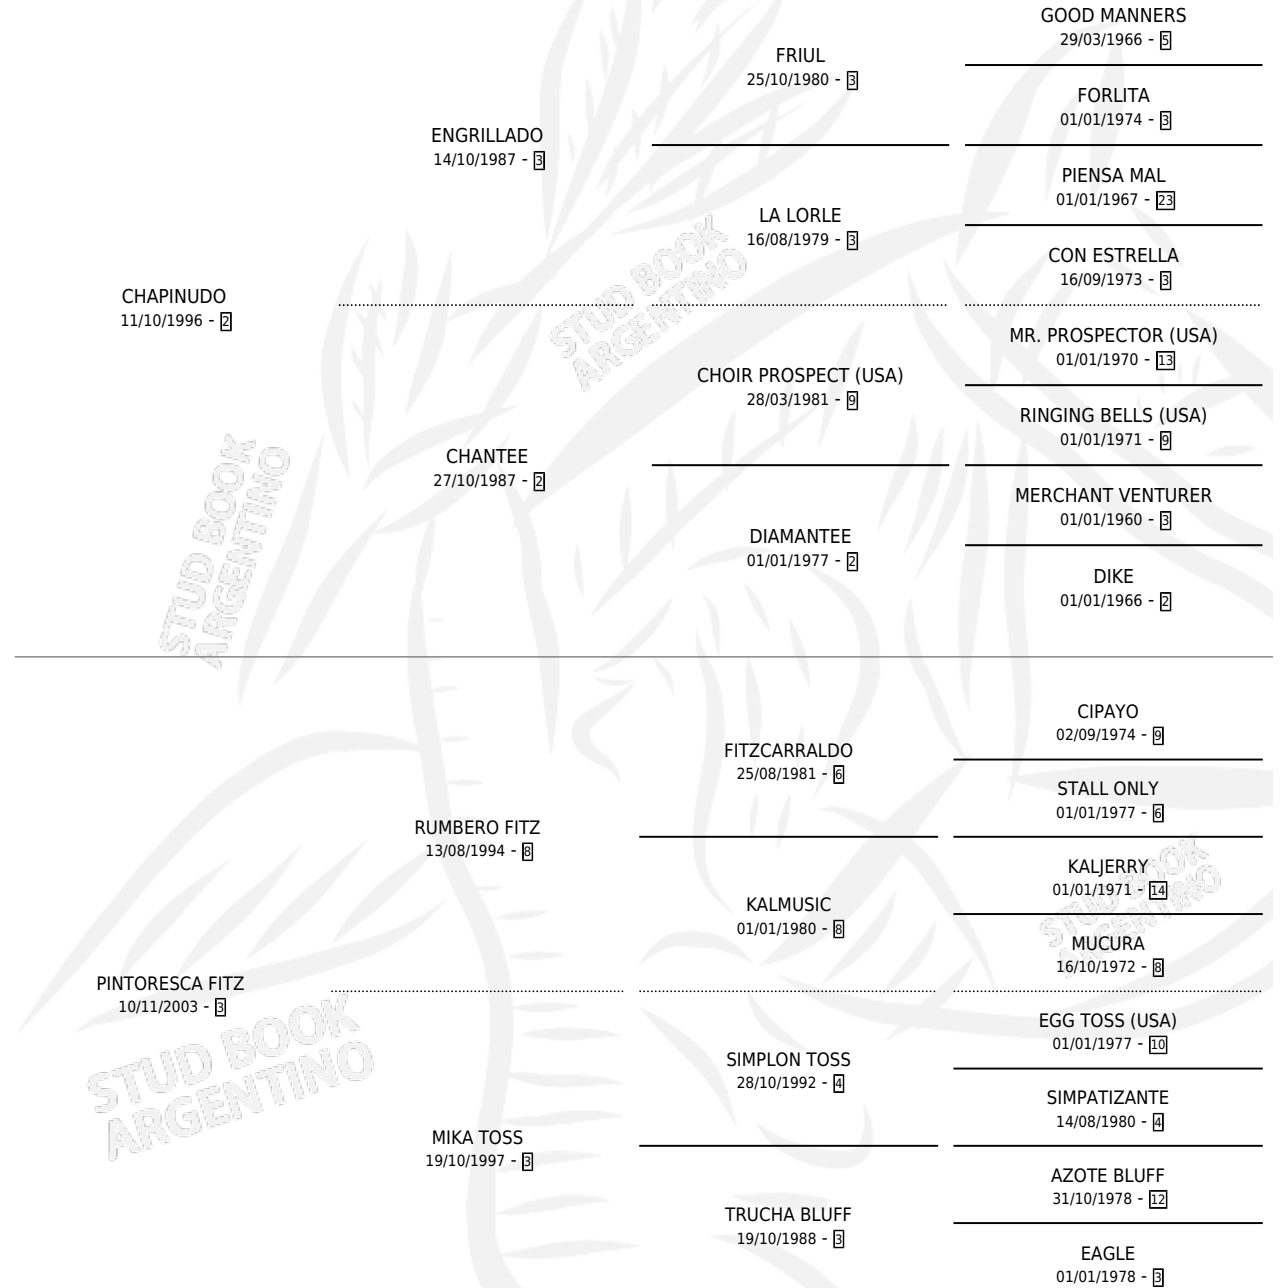 GOOD MANNERS
29/03/1966 - 5
FRIUL
25/10/1980 - 3
FORLITA
01/01/1974 - 3
ENGRILLADO
14/10/1987 - 3
PIENSA MAL
01/01/1967 - 23
LA LORLE
16/08/1979 - 3
CON ESTRELLA
16/09/1973 - 3
CHAPINUDO
11/10/1996 - 2
MR. PROSPECTOR (USA)
01/01/1970 - 13
CHOIR PROSPECT (USA)
28/03/1981 - 9
RINGING BELLS (USA)
01/01/1971 - 9
CHANTEE
27/10/1987 - 2
MERCHANT VENTURER
01/01/1960 - 3
DIAMANTEE
01/01/1977 - 2
DIKE
01/01/1966 - 2
CIPAYO
02/09/1974 - 9
FITZCARRALDO
25/08/1981 - 6
STALL ONLY
01/01/1977 - 6
RUMBERO FITZ
13/08/1994 - 8
KALJERRY
01/01/1971 - 14
KALMUSIC
01/01/1980 - 8
MUCURA
16/10/1972 - 8
PINTORESCA FITZ
10/11/2003 - 3
EGG TOSS (USA)
01/01/1977 - 10
SIMPLON TOSS
28/10/1992 - 4
SIMPATIZANTE
14/08/1980 - 4
MIKA TOSS
19/10/1997 - 3
AZOTE BLUFF
31/10/1978 - 12
TRUCHA BLUFF
19/10/1988 - 3
EAGLE
01/01/1978 - 3
STUD BOOK
ARGENTINO
STUD BOOK
ARGENTINO
STUD BOOK
ARGENTINO
STUD BOOK
ARGENTINO